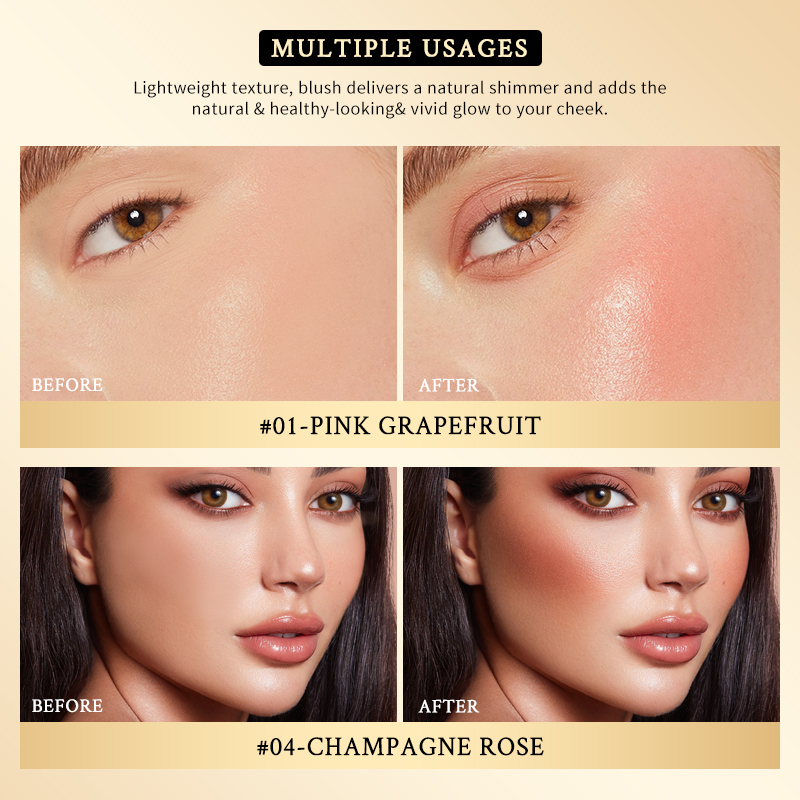 MULTIPLE USAGES
Lightweight texture, blush delivers a natural shimmer and adds the
natural & healthy-looking& vivid glow to your cheek.
BEFORE
AFTER
#01-PINK GRAPEFRUIT
BEFORE
AFTER
#04-CHAMPAGNE ROSE